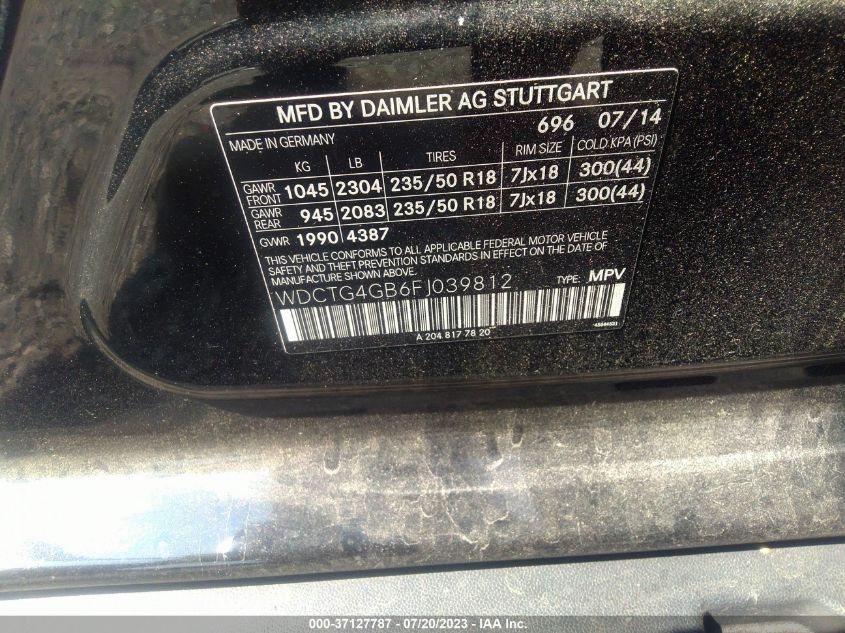 MFD BY DAIMLER AG STUTTGART
696 07/14
MADE IN GERMANY
KG LB TIRES RIM SIZE COLD KPA (PSI)
GAWR FRONT 1045 2304 235/50 R18 7Jx18 300(44)
GAWR REAR 945 2083 235/50 R18 7Jx18 300(44)
GVWR 1990 4387
THIS VEHICLE CONFORMS TO ALL APPLICABLE FEDERAL MOTOR VEHICLE
SAFETY AND THEFT PREVENTION STANDARDS IN EFFECT ON THE DATE OF
MANUFACTURE SHOWN ABOVE.
WDCTG4GB6FJ039812 TYPE: MPV
A 204 817 78 20
000-37127787 - 07/20/2023 - IAA Inc.